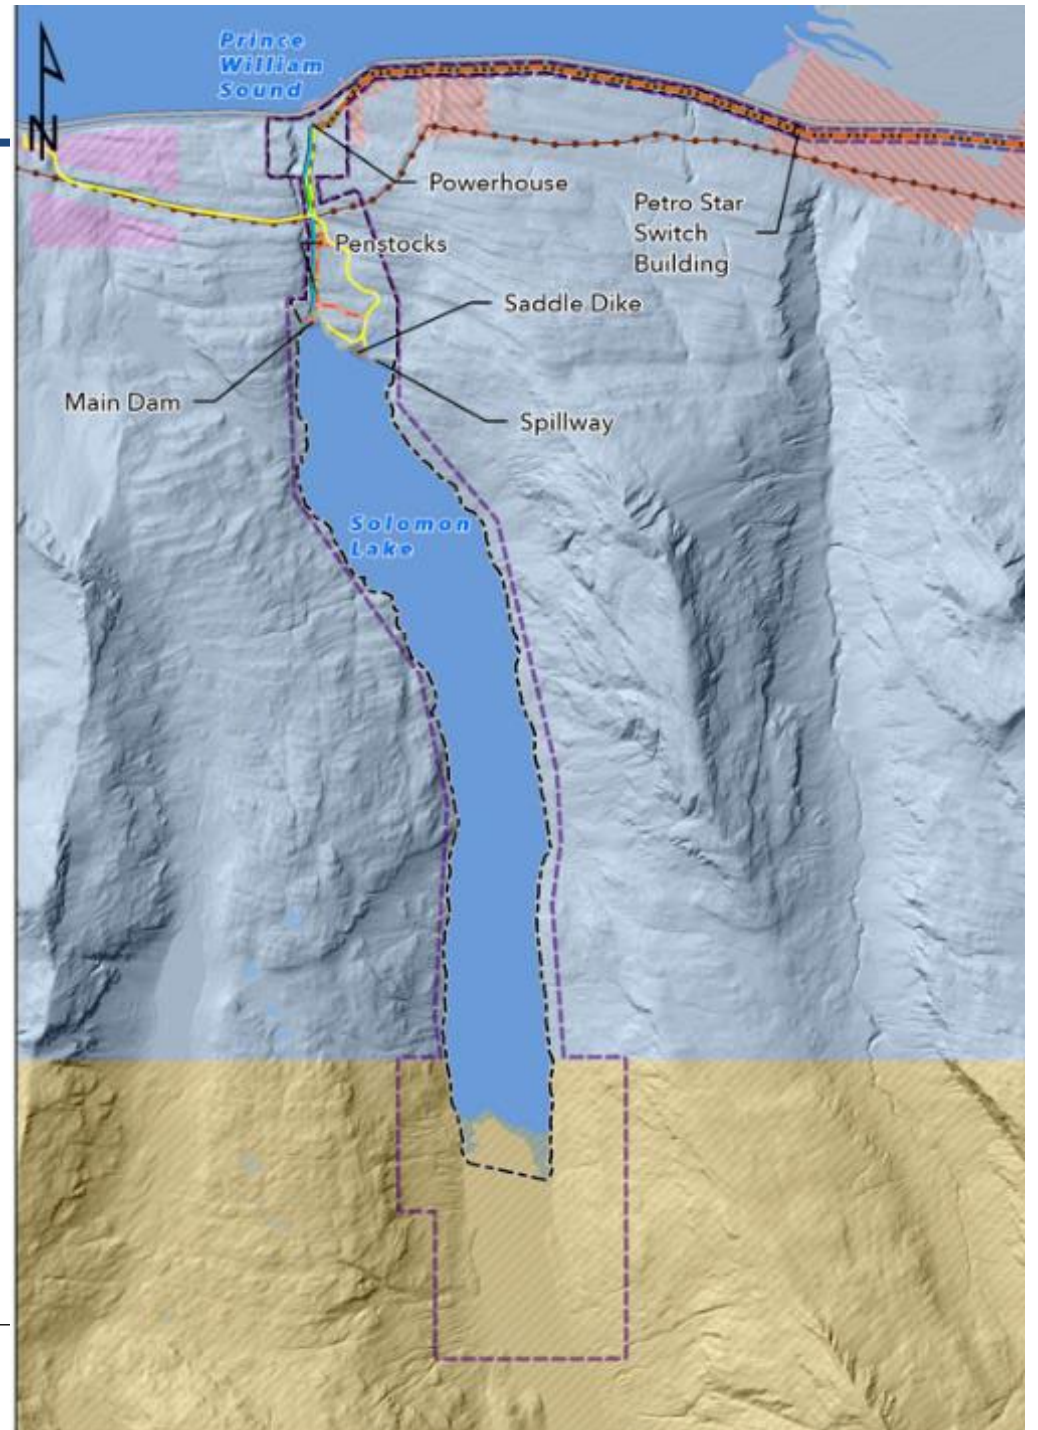 Prince
William
Sound
N
Powerhouse
Petro Star
Switch
Building
Penstocks
Saddle Dike
Main Dam
Spillway
Solomon
Lake